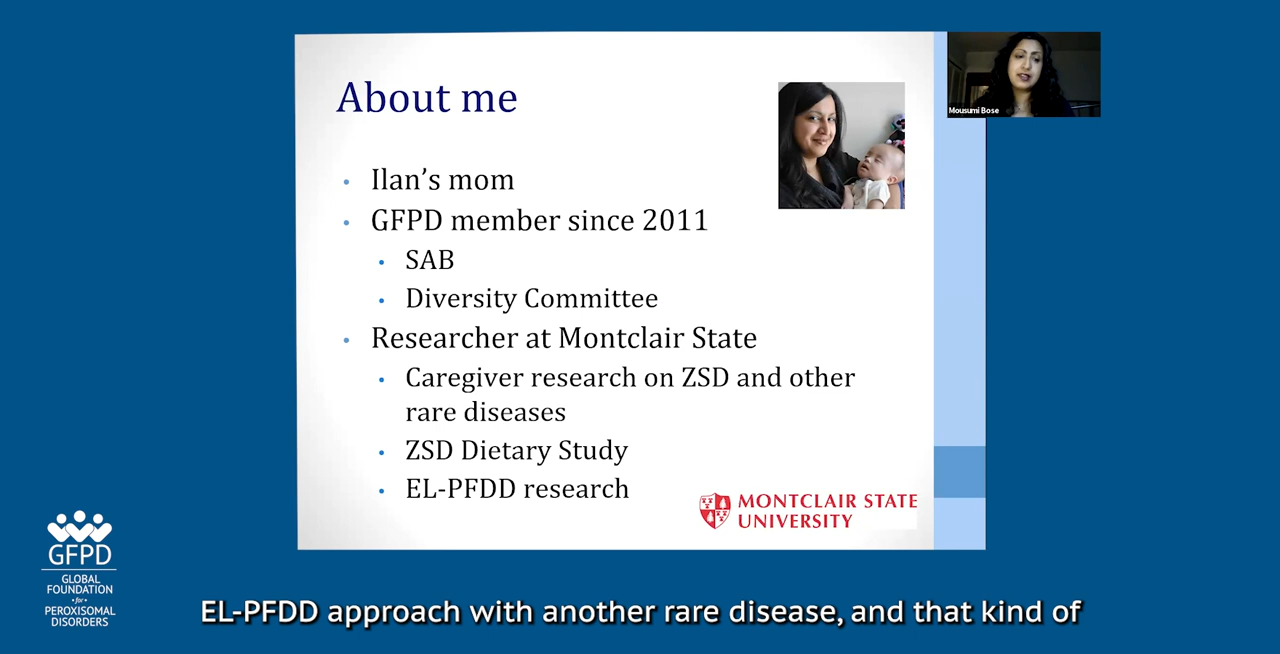 About me
Mousumi Bose
• Ilan's mom
• GFPD member since 2011
• SAB
• Diversity Committee
• Researcher at Montclair State
• Caregiver research on ZSD and other
rare diseases
• ZSD Dietary Study
• EL-PFDD research
MONTCLAIR STATE
UNIVERSITY
GFPD
GLOBAL
FOUNDATION
• for •
PEROXISOMAL
DISORDERS
EL-PFDD approach with another rare disease, and that kind of